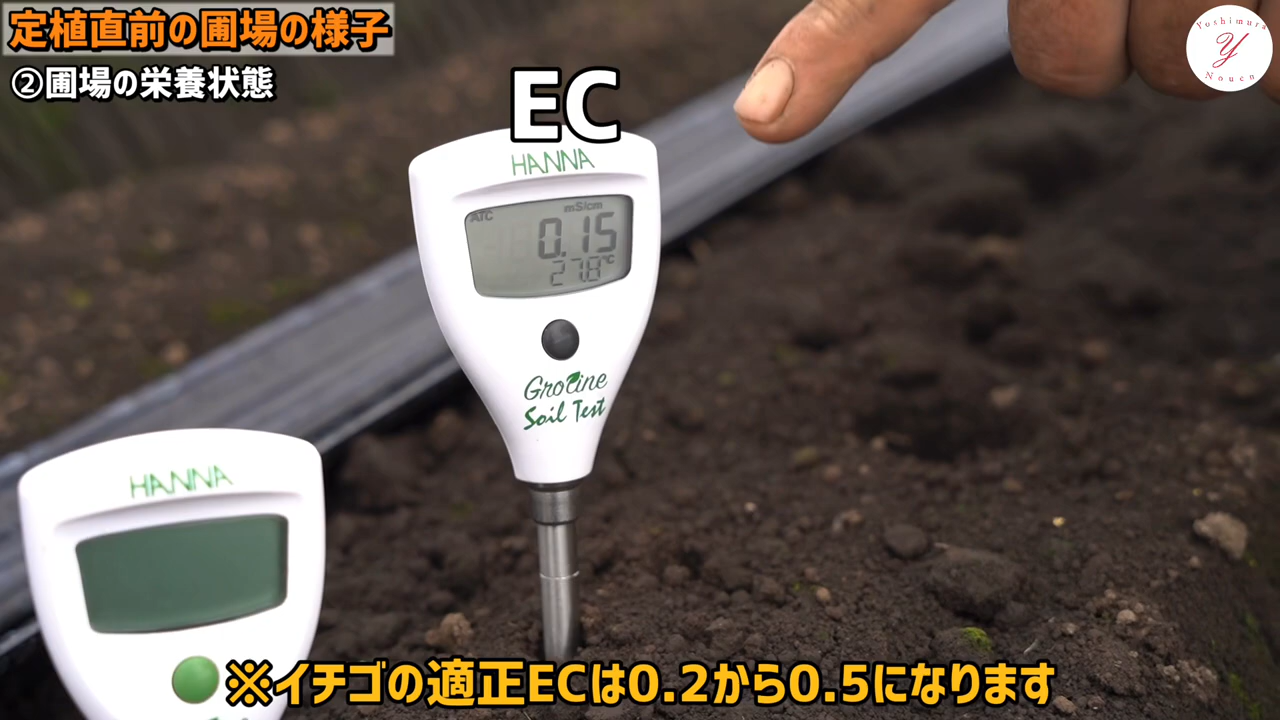 定植直前の圃場の様子
②圃場の栄養状態
Yoshimura
Y
Noucn
EC
HANNA
ATC
mS/cm
0.15
27.8°C
GroLine
Soil Test
HANNA
※イチゴの適正ECは0.2から0.5になります